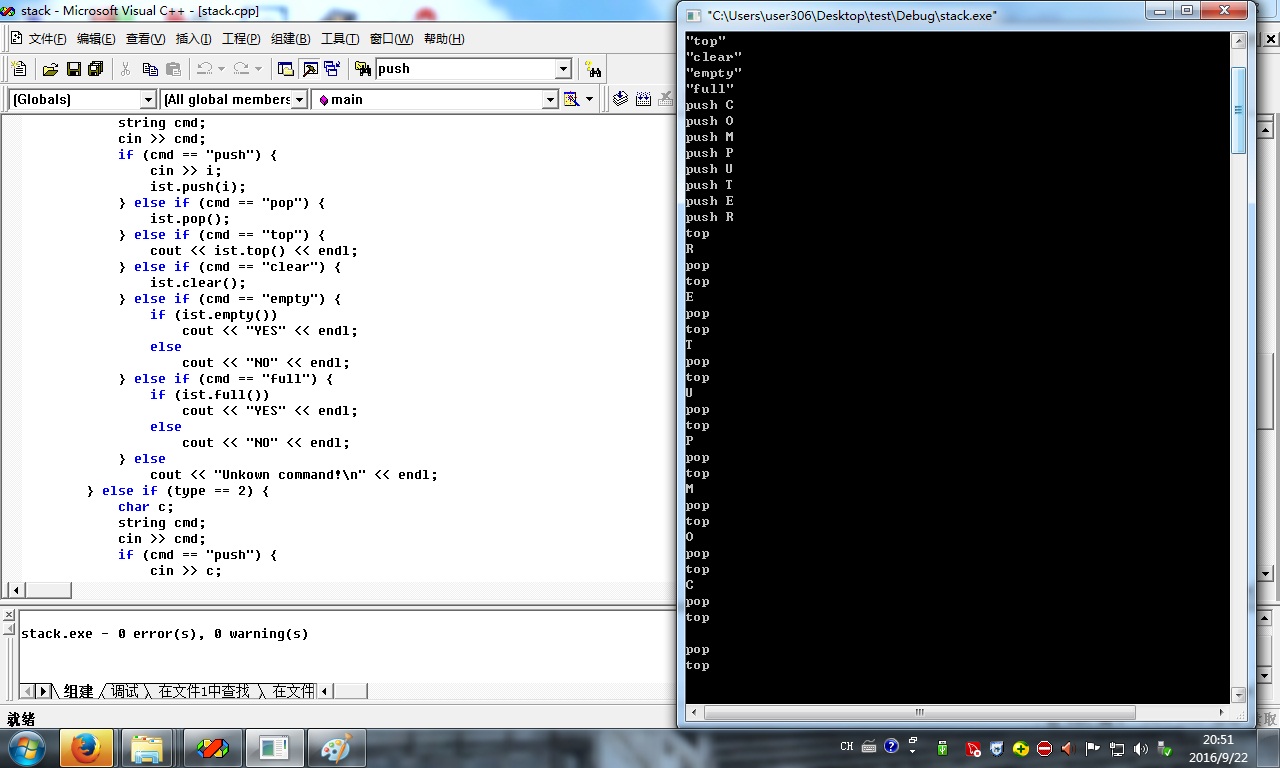 stack - Microsoft Visual C++ - [stack.cpp]
文件(F) 编辑(E) 查看(V) 插入(I) 工程(P) 组建(B) 工具(T) 窗口(W) 帮助(H)
push
(Globals) (All global members main
string cmd;
cin >> cmd;
if (cmd == "push") {
cin >> i;
ist.push(i);
} else if (cmd == "pop") {
ist.pop();
} else if (cmd == "top") {
cout << ist.top() << endl;
} else if (cmd == "clear") {
ist.clear();
} else if (cmd == "empty") {
if (ist.empty())
cout << "YES" << endl;
else
cout << "NO" << endl;
} else if (cmd == "full") {
if (ist.full())
cout << "YES" << endl;
else
cout << "NO" << endl;
} else
cout << "Unkown command!\n" << endl;
} else if (type == 2) {
char c;
string cmd;
cin >> cmd;
if (cmd == "push") {
cin >> c;
stack.exe - 0 error(s), 0 warning(s)
组建 调试 在文件1中查找 在文件
就绪
"C:\Users\user306\Desktop\test\Debug\stack.exe"
"top"
"clear"
"empty"
"full"
push C
push O
push M
push P
push U
push T
push E
push R
top
R
pop
top
E
pop
top
T
pop
top
U
pop
top
P
pop
top
M
pop
top
O
pop
top
C
pop
top
pop
top
取
CH
20:51
2016/9/22